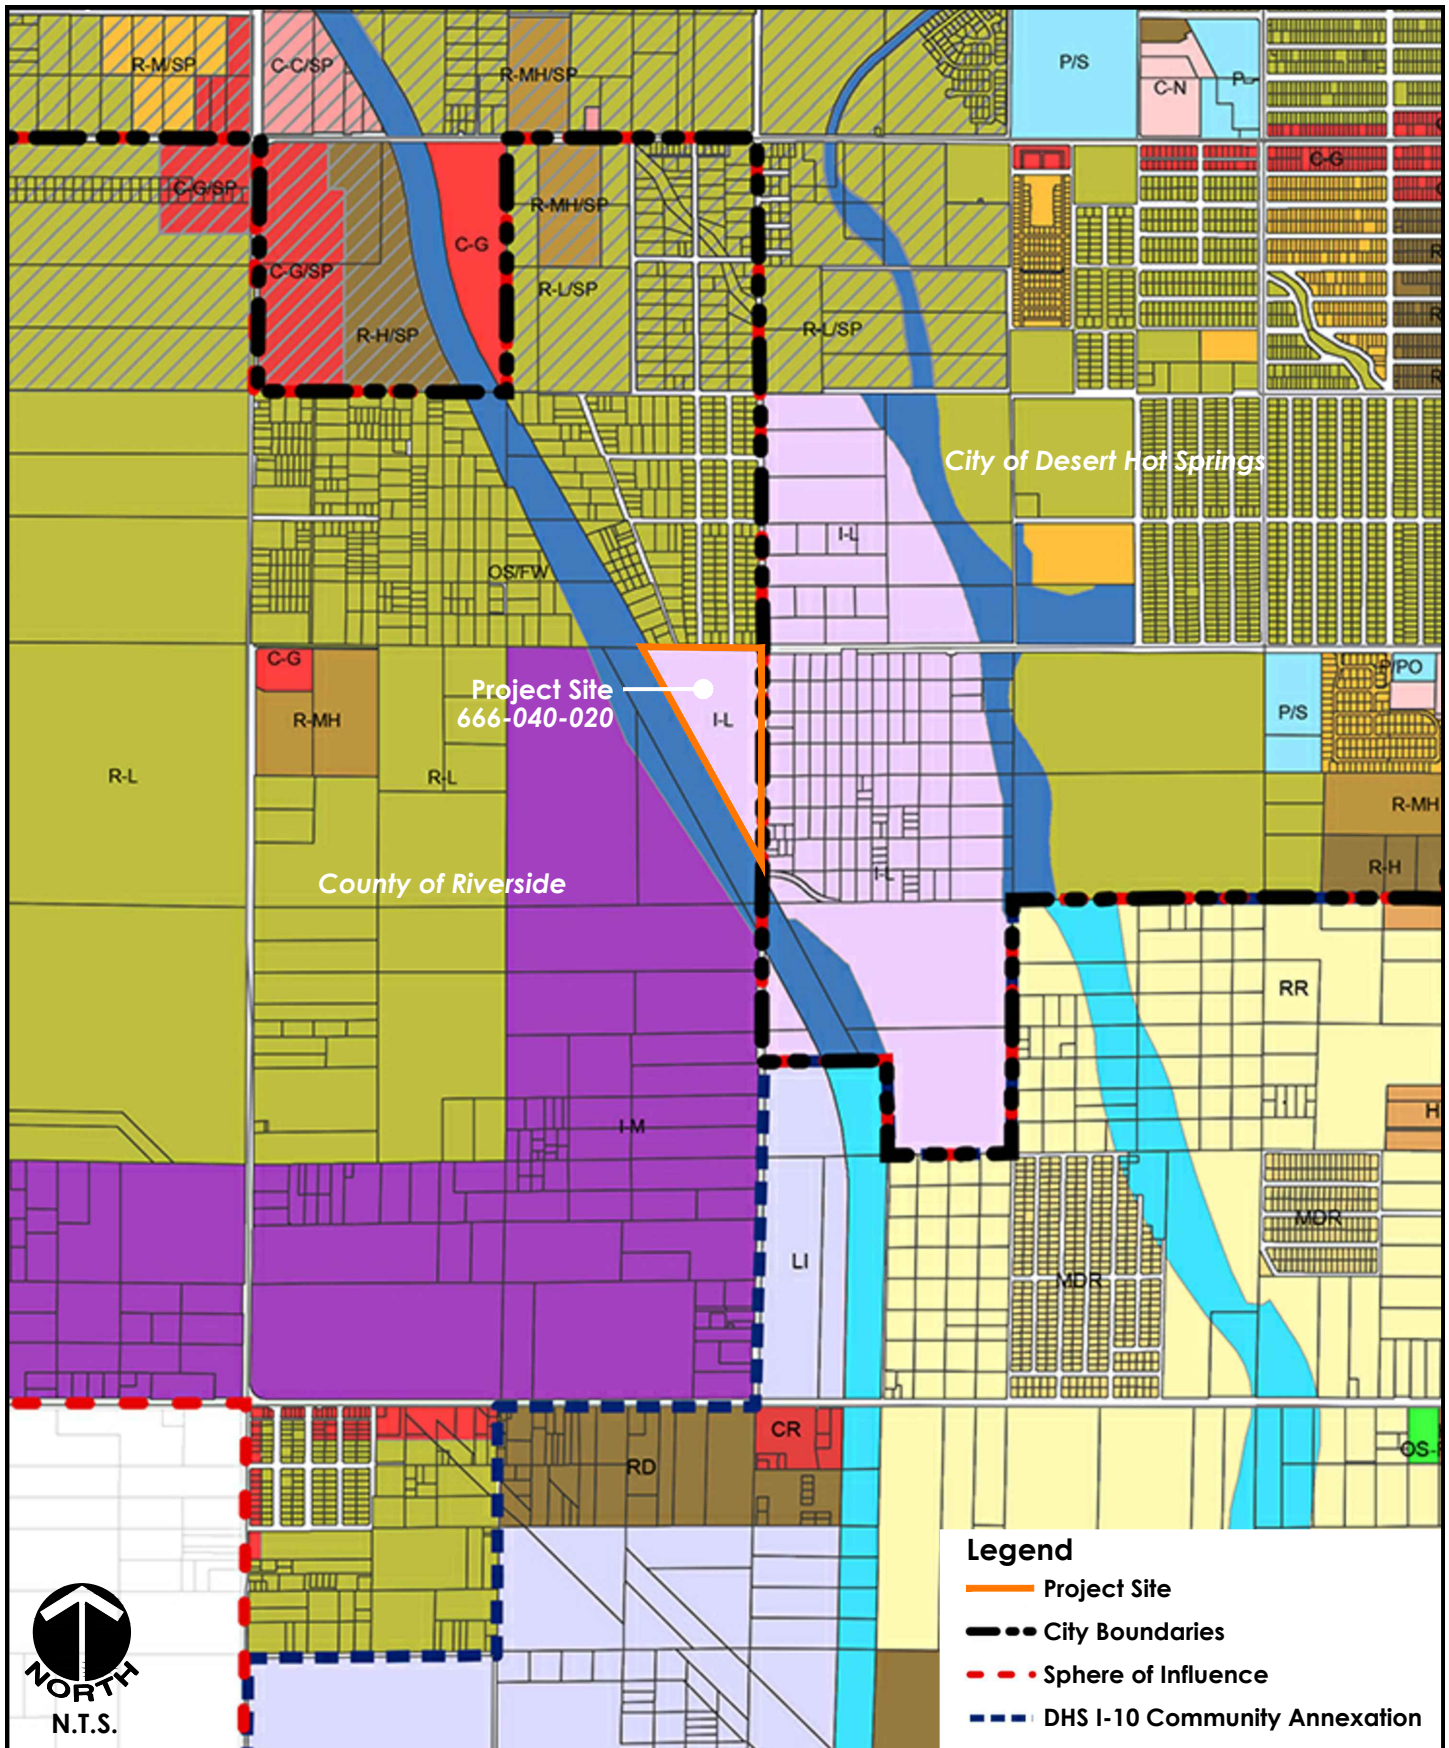 R-M/SP
C-C/SP
R-MH/SP
P/S
C-N
P
C-G/SP
R-MH/SP
C-G
C-G
C-G/SP
R-L/SP
R-H/SP
R-L/SP
City of Desert Hot Springs
I-L
OS/FW
C-G
P/PO
Project Site
666-040-020
I-L
R-MH
P/S
R-L
R-L
R-MH
I-L
R-H
County of Riverside
RR
I-M
H
MDR
LI
MDR
CR
RD
OS-
Legend
Project Site
City Boundaries
Sphere of Influence
DHS I-10 Community Annexation
NORTH
N.T.S.